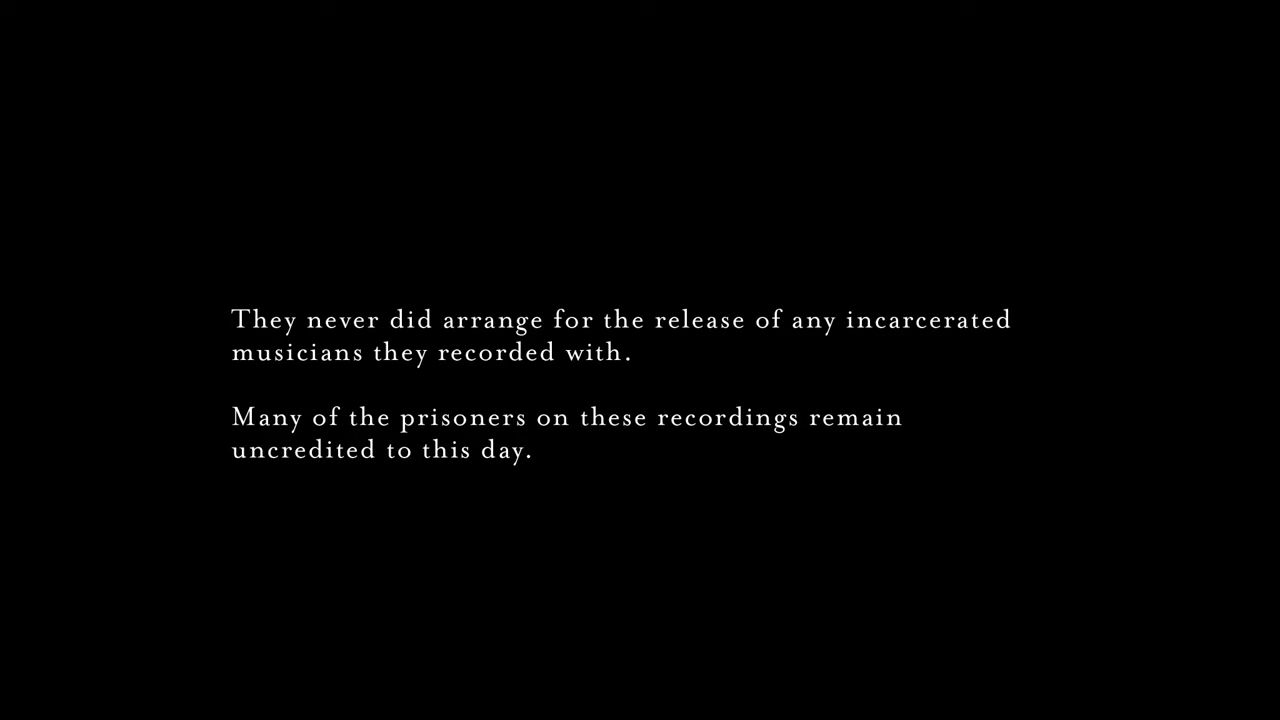 They never did arrange for the release of any incarcerated
musicians they recorded with.
Many of the prisoners on these recordings remain
uncredited to this day.